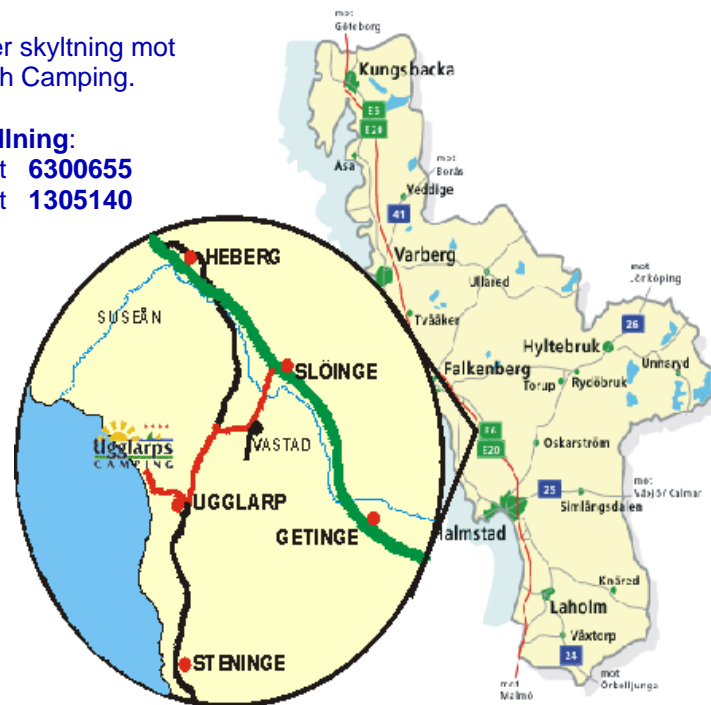 er skyltning mot
h Camping.
llning:
t 6300655
t 1305140
mot
Göteborg
Kungsbacka
E6
E20
Åsa
mot
Borås
Veddige
41
Varberg
Ullared
mot
Jönköping
Tvååker
26
Hyltebruk
Unnaryd
Falkenberg
Torup
Rydöbruk
E6
E20
Oskarström
mot
Växjö/Calmar
25
Simlångsdalen
Halmstad
Knäred
Laholm
Våxtorp
24
mot
Malmö
mot
Örkelljunga
HEBERG
SUSEÅN
SLÖINGE
Ugglarps
CAMPING
VASTAD
UGGLARP
GETINGE
STENINGE